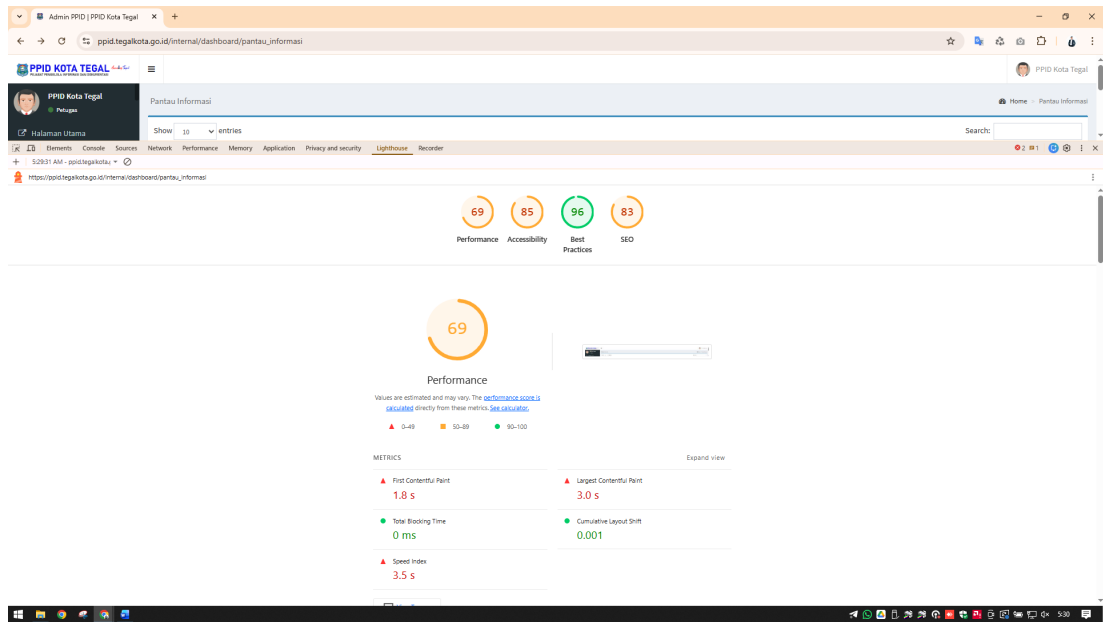 Admin PPID | PPID Kota Tegal
ppid.tegalkota.go.id/internal/dashboard/pantau_informasi
PPID KOTA TEGAL
PPID Kota Tegal
PPID Kota Tegal
Petugas
Pantau Informasi
Home > Pantau Informasi
Halaman Utama
Show 10 entries
Search:
Elements Console Sources Network Performance Memory Application Privacy and security Lighthouse Recorder
2 1
5:29:31 AM - ppid.tegalkota.g
https://ppid.tegalkota.go.id/internal/dashboard/pantau_informasi
69 85 96 83
Performance Accessibility Best Practices SEO
69
Performance
Values are estimated and may vary. The performance score is
calculated directly from these metrics. See calculator.
0–49 50–89 90–100
METRICS
Expand view
First Contentful Paint
1.8 s
Largest Contentful Paint
3.0 s
Total Blocking Time
0 ms
Cumulative Layout Shift
0.001
Speed Index
3.5 s
5:30